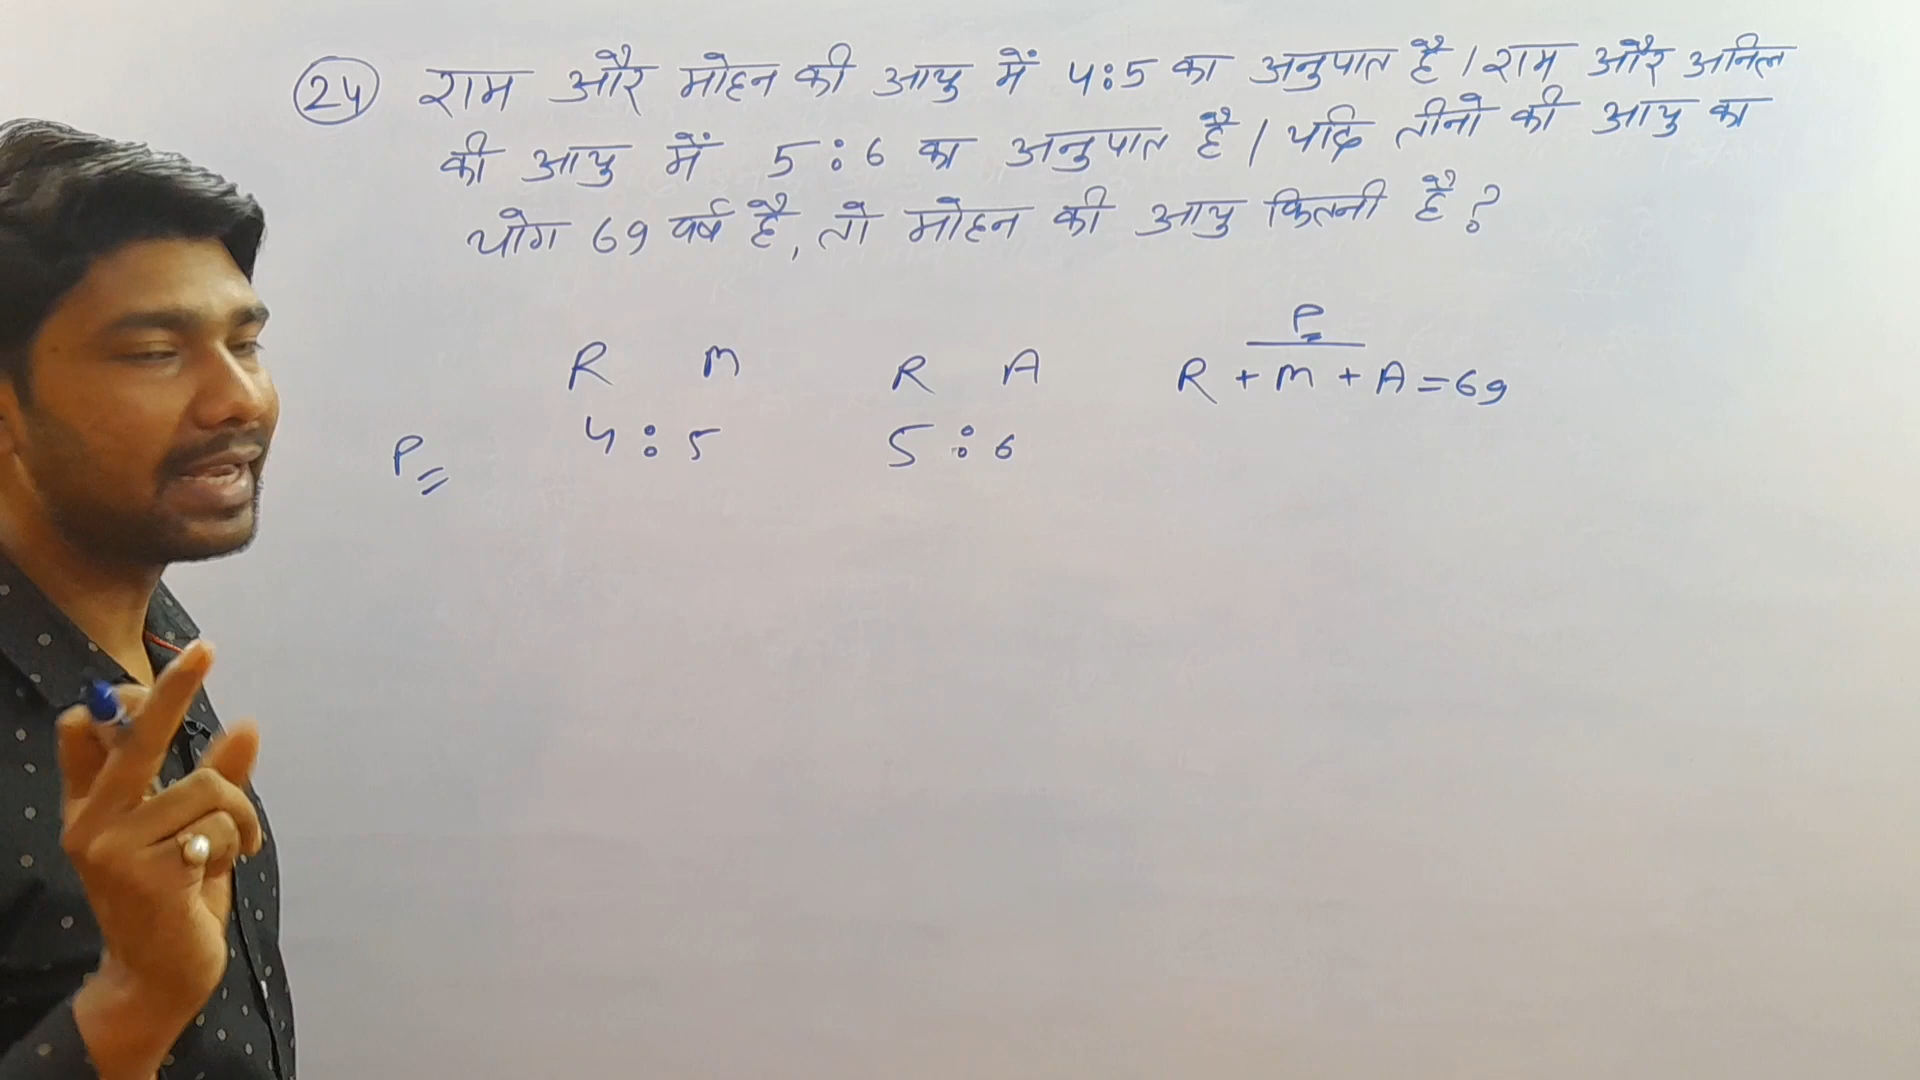 24 राम और मोहन की आयु में 4:5 का अनुपात है। राम और अनिल
की आयु में 5:6 का अनुपात है। यदि तीनो की आयु का
योग 69 वर्ष है, तो मोहन की आयु कितनी है?
P
R M R A R + M + A = 69
P 4 : 5 5 : 6